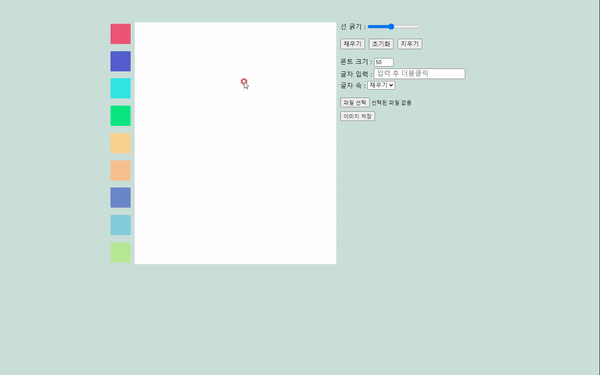 선 굵기 :
채우기 초기화 지우기
폰트 크기 : 50
글자 입력 : 입력 후 더블클릭
글자 속 : 채우기
파일 선택 선택된 파일 없음
이미지 저장